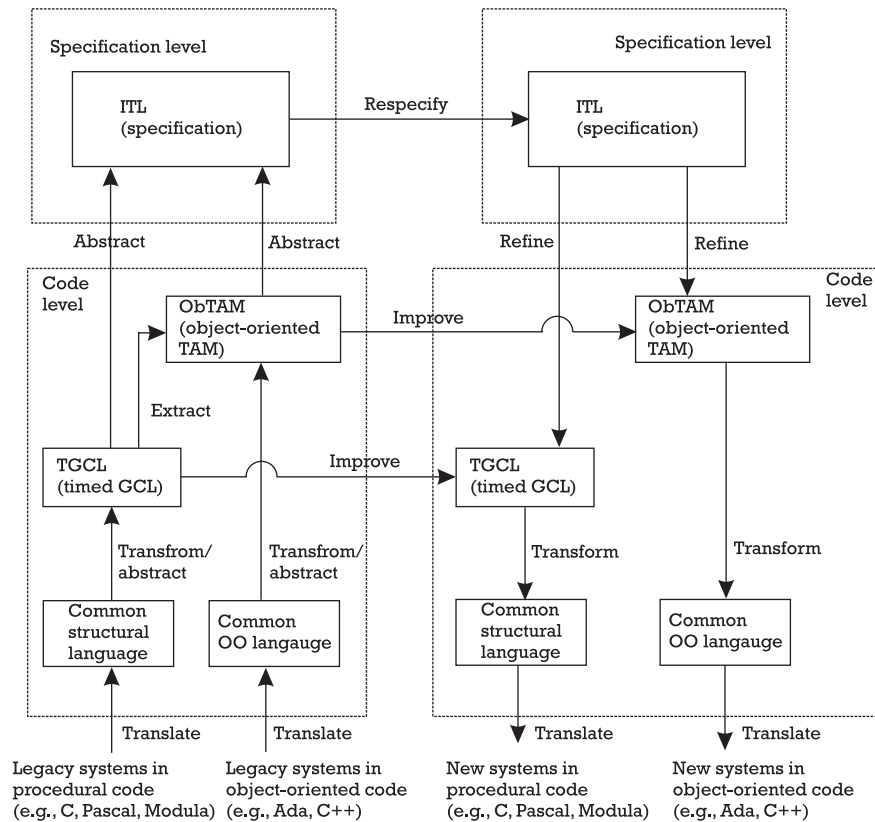 Specification level
Specification level
ITL
(specification)
Respecify
ITL
(specification)
Abstract
Abstract
Refine
Refine
Code
level
ObTAM
(object-oriented
TAM)
Improve
ObTAM
(object-oriented
TAM)
Code
level
Extract
TGCL
(timed GCL)
Improve
TGCL
(timed GCL)
Transfrom/
abstract
Transfrom/
abstract
Transform
Transform
Common
structural
language
Common
OO langauge
Common
structural
language
Common
OO langauge
Translate
Translate
Translate
Translate
Legacy systems in
procedural code
(e.g., C, Pascal, Modula)
Legacy systems in
object-oriented code
(e.g., Ada, C++)
New systems in
procedural code
(e.g., C, Pascal, Modula)
New systems in
object-oriented code
(e.g., Ada, C++)